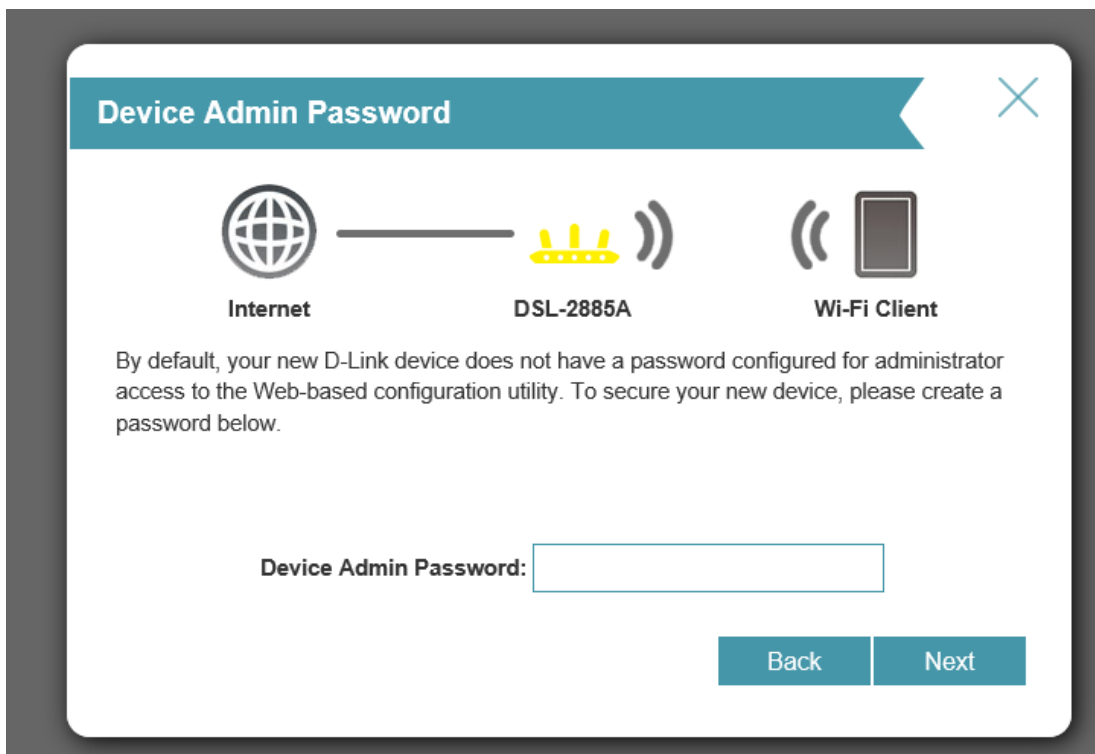 Device Admin Password
Internet
DSL-2885A
Wi-Fi Client
By default, your new D-Link device does not have a password configured for administrator
access to the Web-based configuration utility. To secure your new device, please create a
password below.
Device Admin Password:
Back
Next